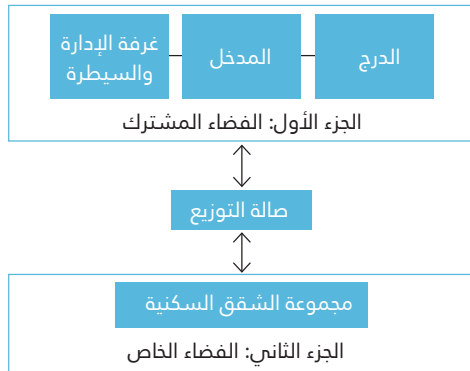 الدرج
المدخل
غرفة الإدارة
والسيطرة
الجزء الأول: الفضاء المشترك
صالة التوزيع
مجموعة الشقق السكنية
الجزء الثاني: الفضاء الخاص